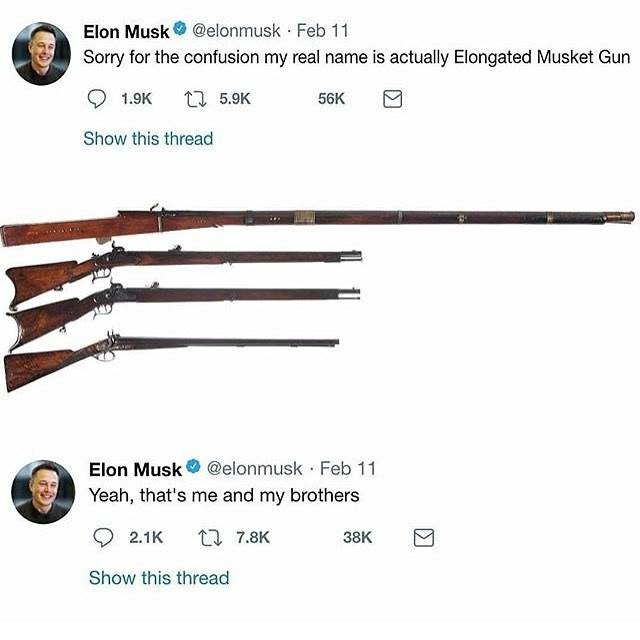 Elon Musk @elonmusk · Feb 11
Sorry for the confusion my real name is actually Elongated Musket Gun
1.9K 5.9K 56K
Show this thread
Elon Musk @elonmusk · Feb 11
Yeah, that's me and my brothers
2.1K 7.8K 38K
Show this thread